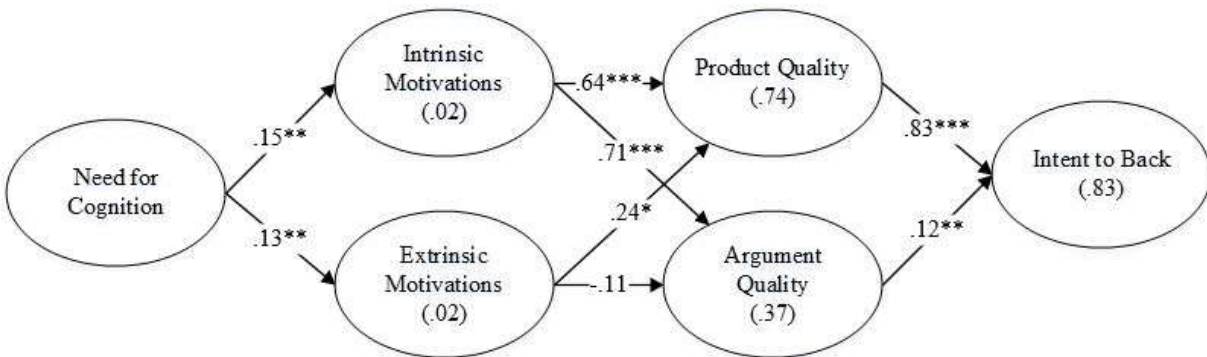 Intrinsic
Motivations
(.02)
.64***
Product Quality
(.74)
.15**
.71***
.83***
Need for
Cognition
Intent to Back
(.83)
.13**
.24*
.12**
Extrinsic
Motivations
(.02)
-.11
Argument
Quality
(.37)